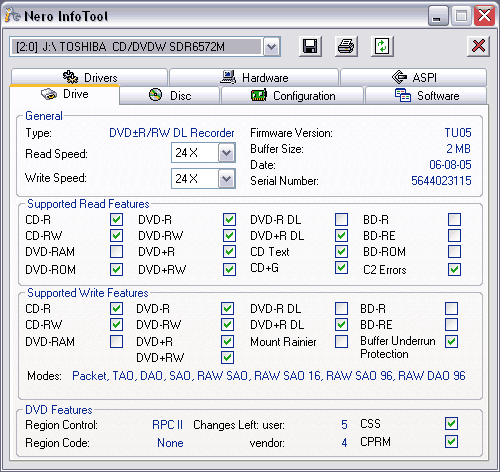 Nero InfoTool
[2:0] J:\ TOSHIBA CD/DVDW SDR6572M
Drivers Hardware ASPI
Drive Disc Configuration Software
General
Type: DVD±R/RW DL Recorder Firmware Version: TU05
Read Speed: 24 X Buffer Size: 2 MB
Date: 06-08-05
Write Speed: 24 X Serial Number: 5644023115
Supported Read Features
CD-R DVD-R DVD-R DL BD-R
CD-RW DVD-RW DVD+R DL BD-RE
DVD-RAM DVD+R CD Text BD-ROM
DVD-ROM DVD+RW CD+G C2 Errors
Supported Write Features
CD-R DVD-R DVD-R DL BD-R
CD-RW DVD-RW DVD+R DL BD-RE
DVD-RAM DVD+R Mount Rainier Buffer Underrun
DVD+RW Protection
Modes: Packet, TAO, DAO, SAO, RAW SAO, RAW SAO 16, RAW SAO 96, RAW DAO 96
DVD Features
Region Control: RPC II Changes Left: user: 5 CSS
Region Code: None vendor: 4 CPRM